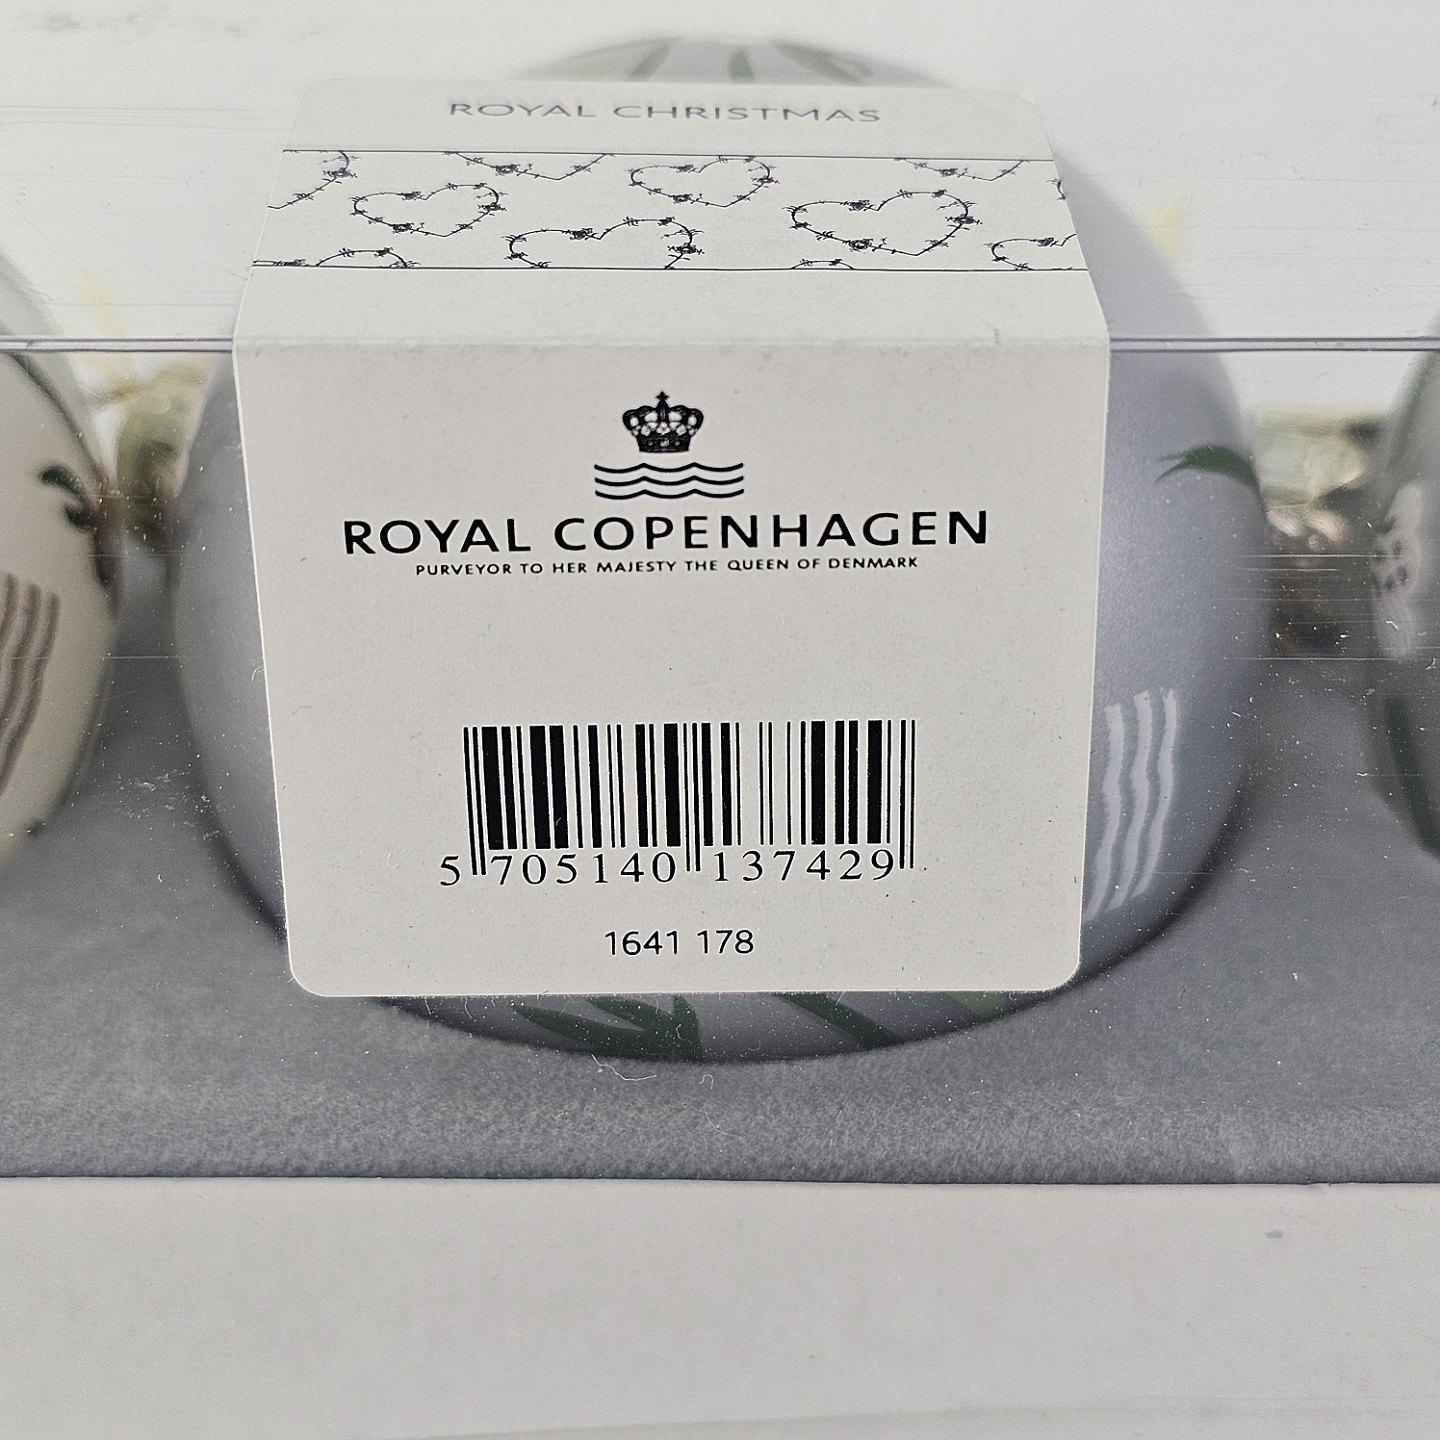 ROYAL CHRISTMAS
ROYAL COPENHAGEN
PURVEYOR TO HER MAJESTY THE QUEEN OF DENMARK
5 705140 137429
1641 178